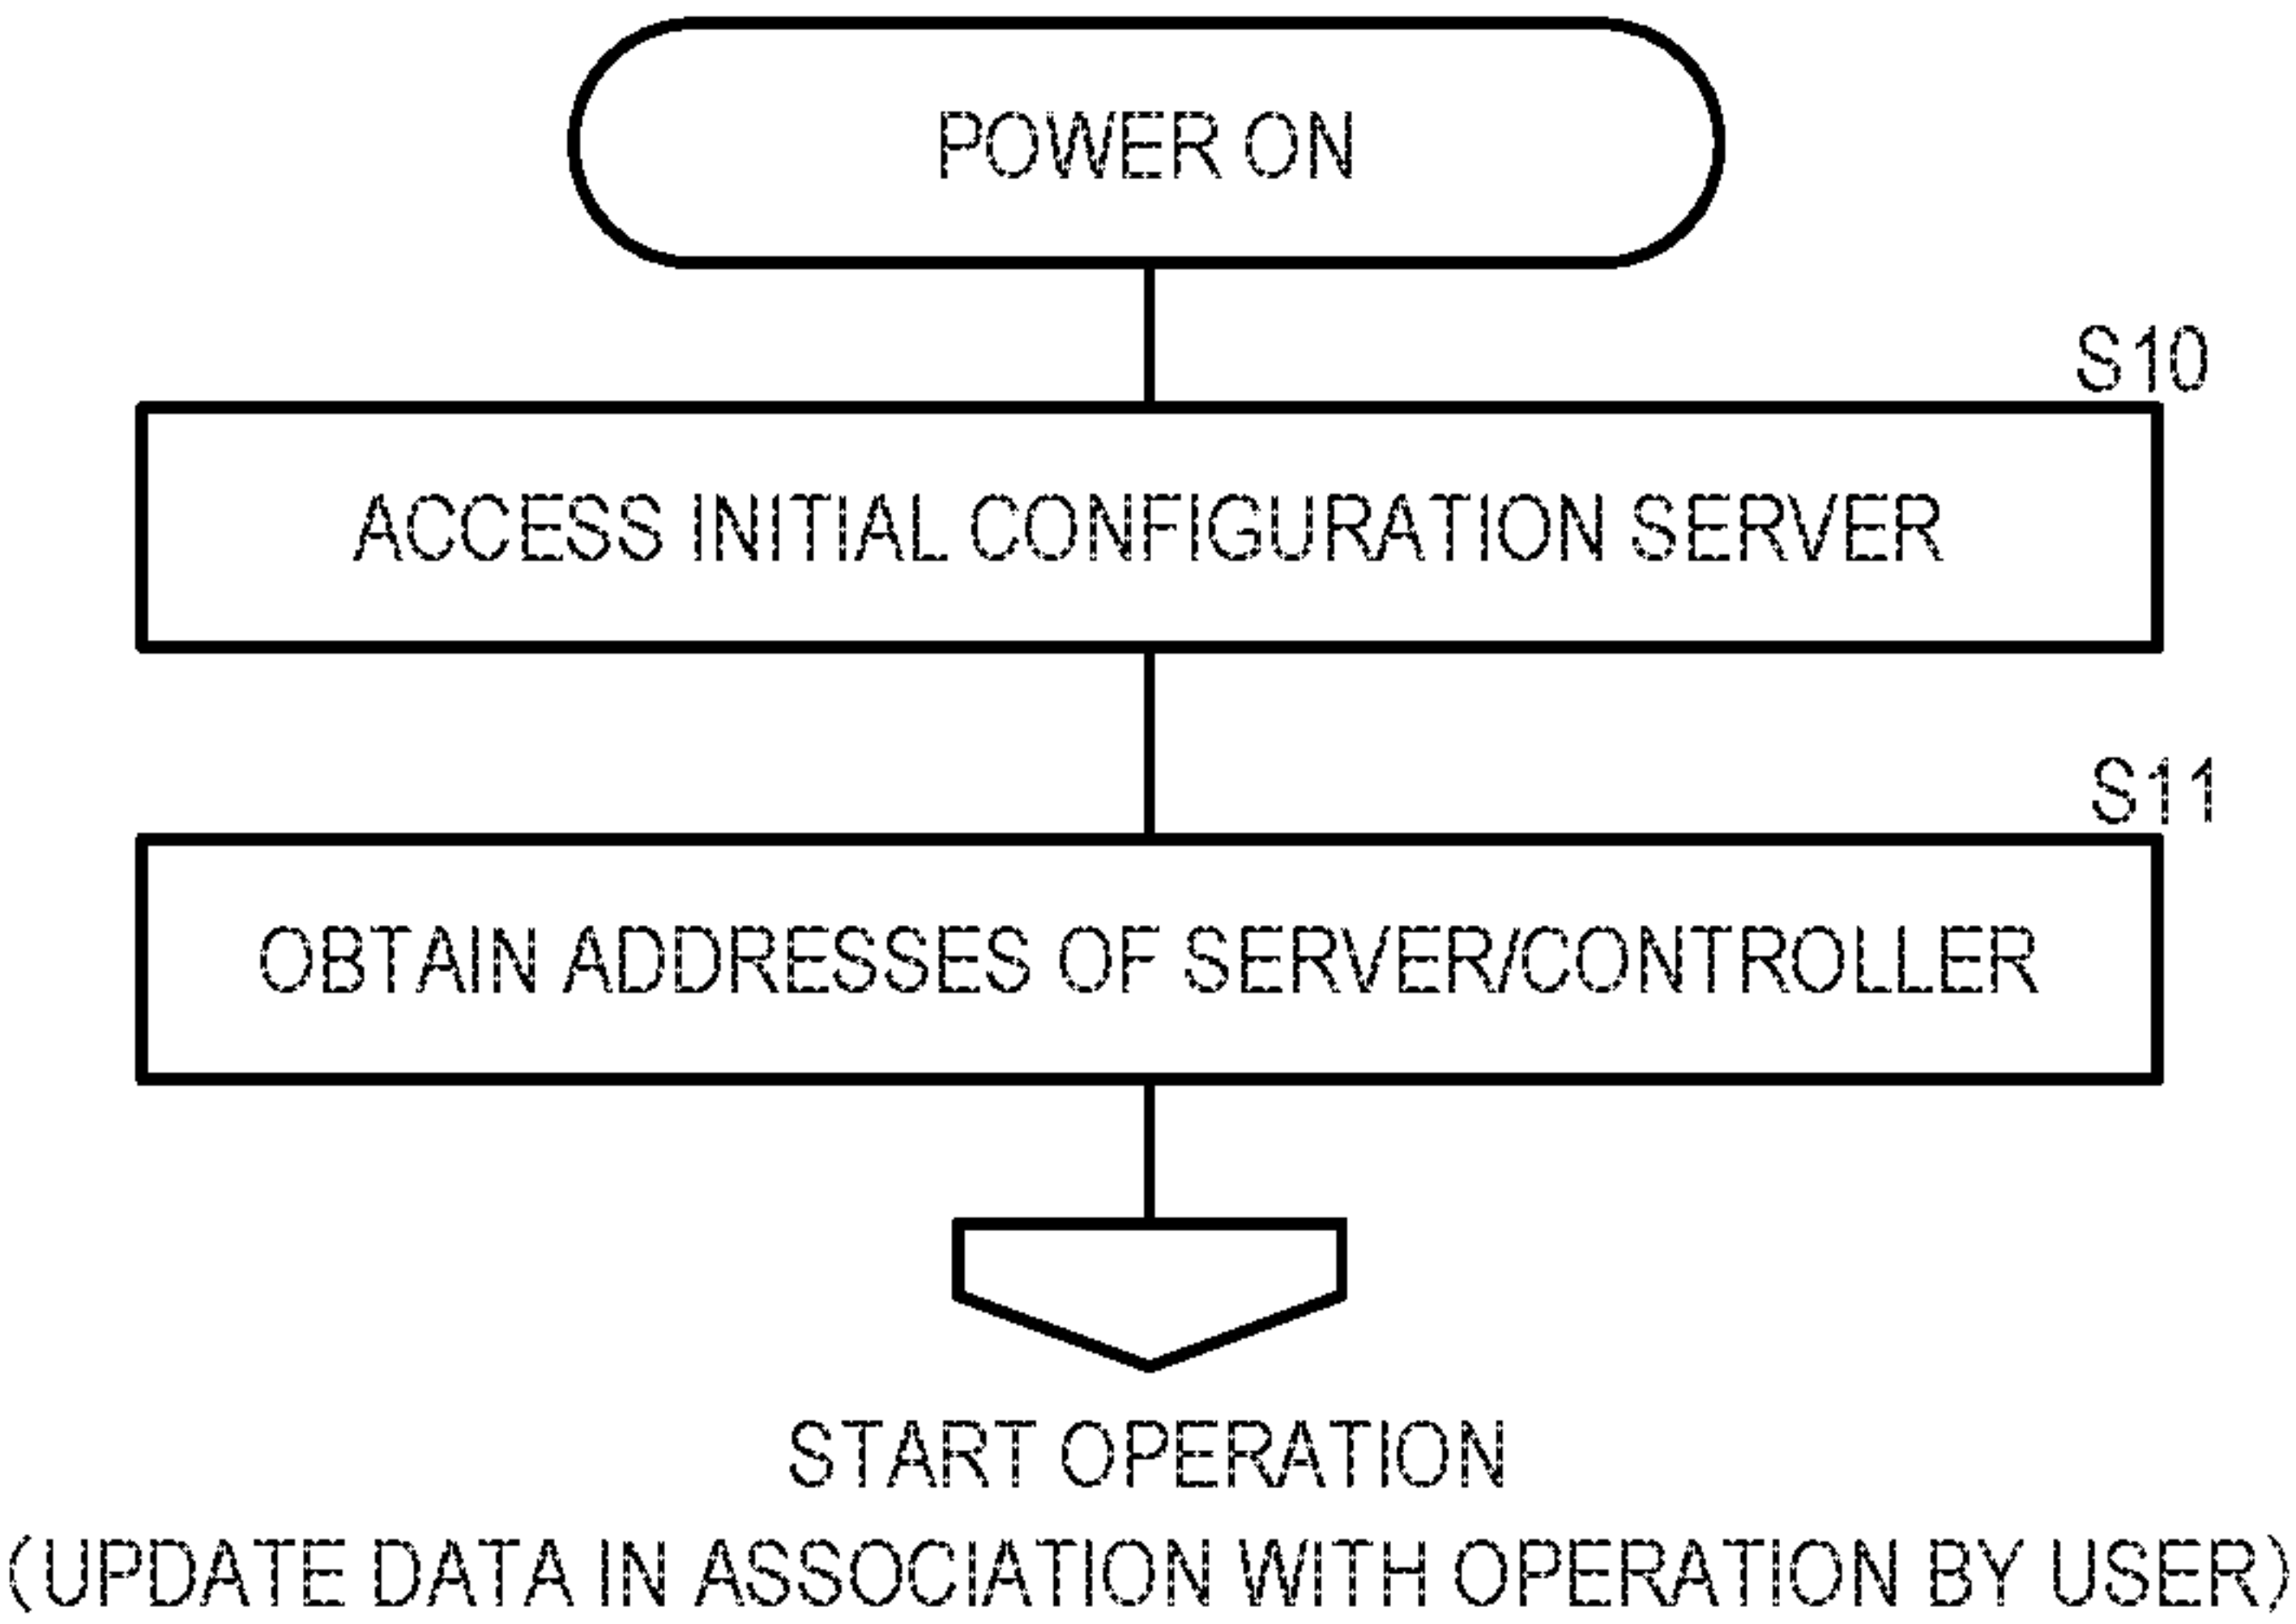 POWER ON
S10
ACCESS INITIAL CONFIGURATION SERVER
S11
OBTAIN ADDRESSES OF SERVER/CONTROLLER
START OPERATION
(UPDATE DATA IN ASSOCIATION WITH OPERATION BY USER)